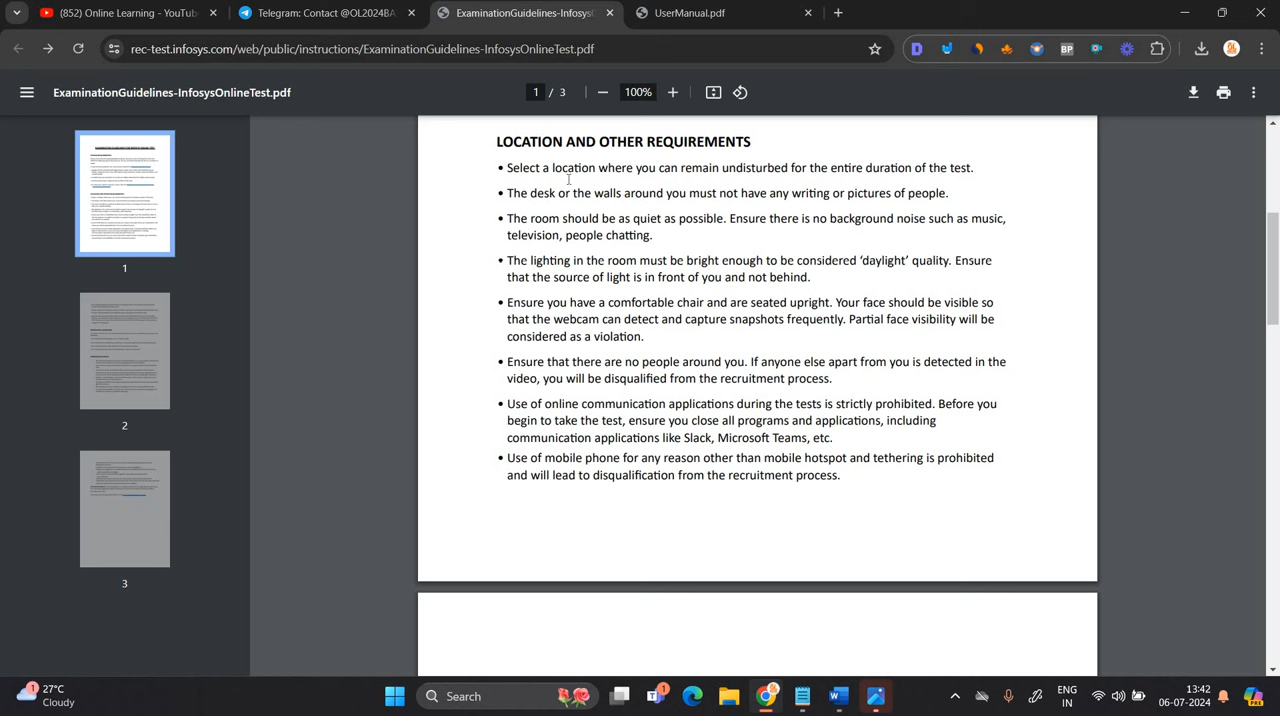 (852) Online Learning - YouTub
Telegram: Contact @OL2024BA
ExaminationGuidelines-Infosys
UserManual.pdf
rec-test.infosys.com/web/public/instructions/ExaminationGuidelines-InfosysOnlineTest.pdf
BP
ExaminationGuidelines-InfosysOnlineTest.pdf
1 / 3
100%
1
2
3
LOCATION AND OTHER REQUIREMENTS
• Select a location where you can remain undisturbed for the entire duration of the test.
• The desk or the walls around you must not have any writing or pictures of people.
• The room should be as quiet as possible. Ensure there is no background noise such as music,
television, people chatting.
• The lighting in the room must be bright enough to be considered ‘daylight’ quality. Ensure
that the source of light is in front of you and not behind.
• Ensure you have a comfortable chair and are seated upright. Your face should be visible so
that the webcam can detect and capture snapshots frequently. Partial face visibility will be
considered as a violation.
• Ensure that there are no people around you. If anyone else apart from you is detected in the
video, you will be disqualified from the recruitment process.
• Use of online communication applications during the tests is strictly prohibited. Before you
begin to take the test, ensure you close all programs and applications, including
communication applications like Slack, Microsoft Teams, etc.
• Use of mobile phone for any reason other than mobile hotspot and tethering is prohibited
and will lead to disqualification from the recruitment process.
1
27°C
Cloudy
Search
1
ENG
IN
13:42
06-07-2024
PRE